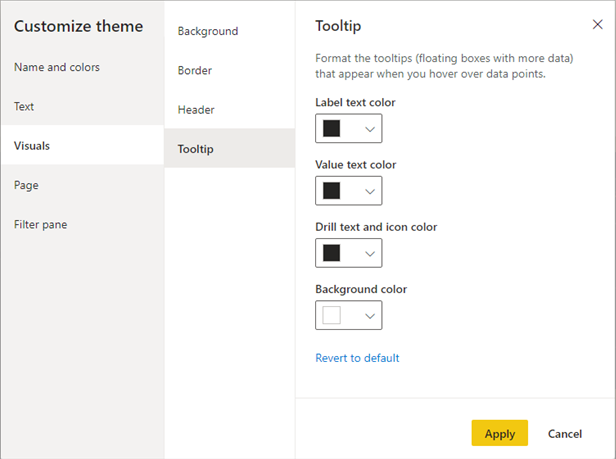 Customize theme
Name and colors
Text
Visuals
Page
Filter pane
Background
Border
Header
Tooltip
Tooltip
Format the tooltips (floating boxes with more data)
that appear when you hover over data points.
Label text color
Value text color
Drill text and icon color
Background color
Revert to default
Apply
Cancel